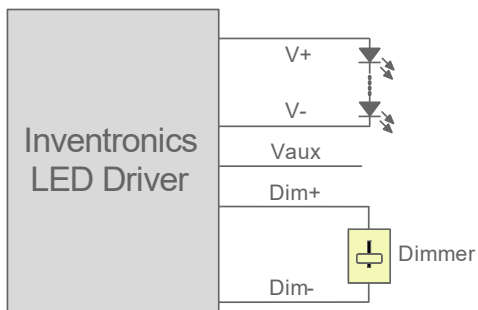 V+
V-
Inventronics
LED Driver
Vaux
Dim+
Dimmer
Dim-